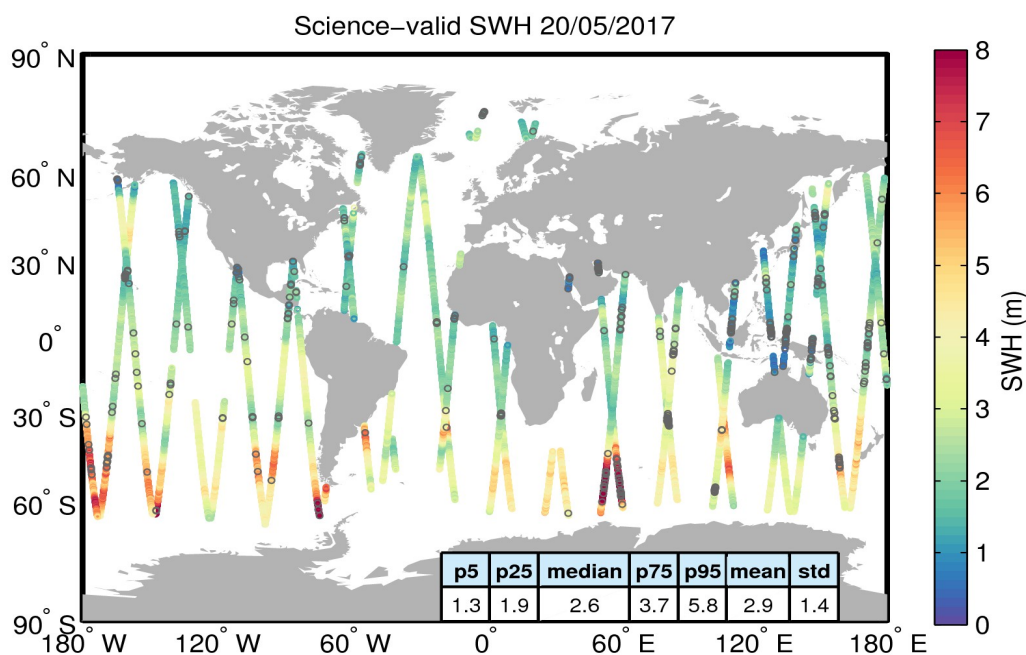 Science−valid SWH 20/05/2017
90° N
60° N
30° N
0°
30° S
60° S
90° S
180° W
120° W
60° W
0°
60° E
120° E
180° E
p5 p25 median p75 p95 mean std
1.3 1.9 2.6 3.7 5.8 2.9 1.4
8
7
6
5
4
3
2
1
0
SWH (m)